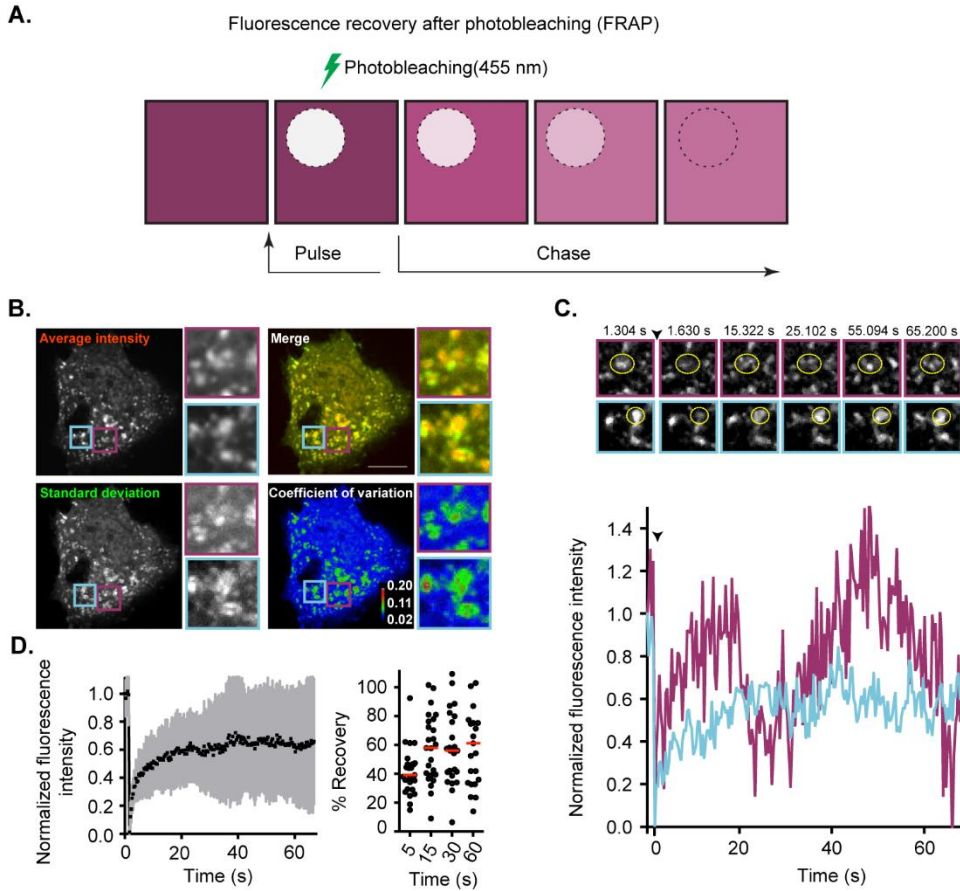 A.
Fluorescence recovery after photobleaching (FRAP)
Photobleaching(455 nm)
Pulse
Chase
B.
Average intensity
Merge
Standard deviation
Coefficient of variation
0.20
0.11
0.02
C.
1.304 s
1.630 s
15.322 s
25.102 s
55.094 s
65.200 s
Normalized fluorescence intensity
1.4
1.2
1.0
0.8
0.6
0.4
0.2
0.0
0
20
40
60
Time (s)
D.
Normalized fluorescence
intensity
1.0
0.8
0.6
0.4
0.2
0.0
0
20
40
60
Time (s)
% Recovery
100
80
60
40
20
0
5
15
30
60
Time (s)